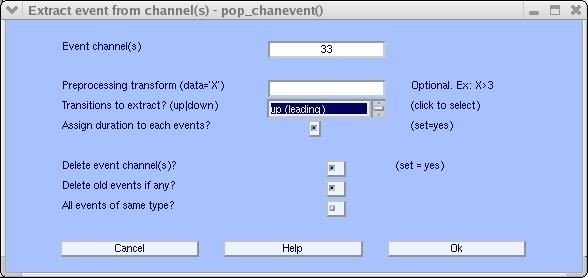 Extract event from channel(s) - pop_chanevent()
Event channel(s) 33
Preprocessing transform (data='X') Optional. Ex: X>3
Transitions to extract? (up|down) up (leading) (click to select)
Assign duration to each events? (set=yes)
Delete event channel(s)? (set = yes)
Delete old events if any?
All events of same type?
Cancel Help Ok